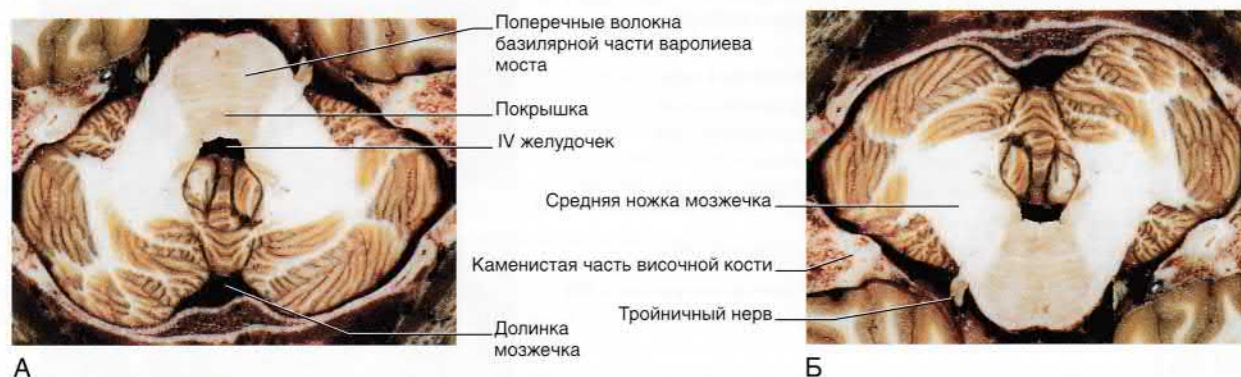 Поперечные волокна
базилярной части варолиева
моста
Покрышка
IV желудочек
Средняя ножка мозжечка
Каменистая часть височной кости
Тройничный нерв
Долинка
мозжечка
А
Б